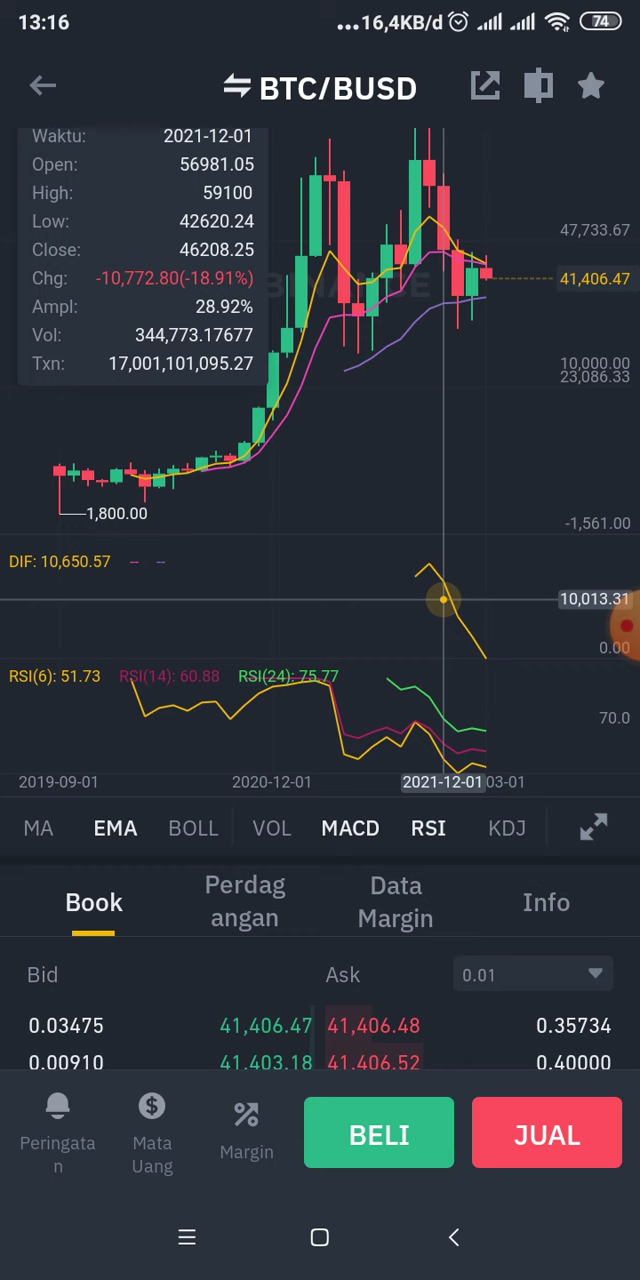 13:16
...16,4KB/d
74
BTC/BUSD
Waktu: 2021-12-01
Open: 56981.05
High: 59100
Low: 42620.24
Close: 46208.25
Chg: -10,772.80(-18.91%)
Ampl: 28.92%
Vol: 344,773.17677
Txn: 17,001,101,095.27
47,733.67
41,406.47
10,000.00
23,086.33
1,800.00
-1,561.00
DIF: 10,650.57 -- --
10,013.31
0.00
RSI(6): 51.73 RSI(14): 60.88 RSI(24): 75.77
70.0
2019-09-01 2020-12-01 2021-12-01 03-01
MA EMA BOLL VOL MACD RSI KDJ
Book Perdag
angan Data
Margin Info
Bid Ask 0.01
0.03475 41,406.47 41,406.48 0.35734
0.00910 41,403.18 41,406.52 0.40000
Peringata
n
Mata
Uang
Margin
BELI
JUAL